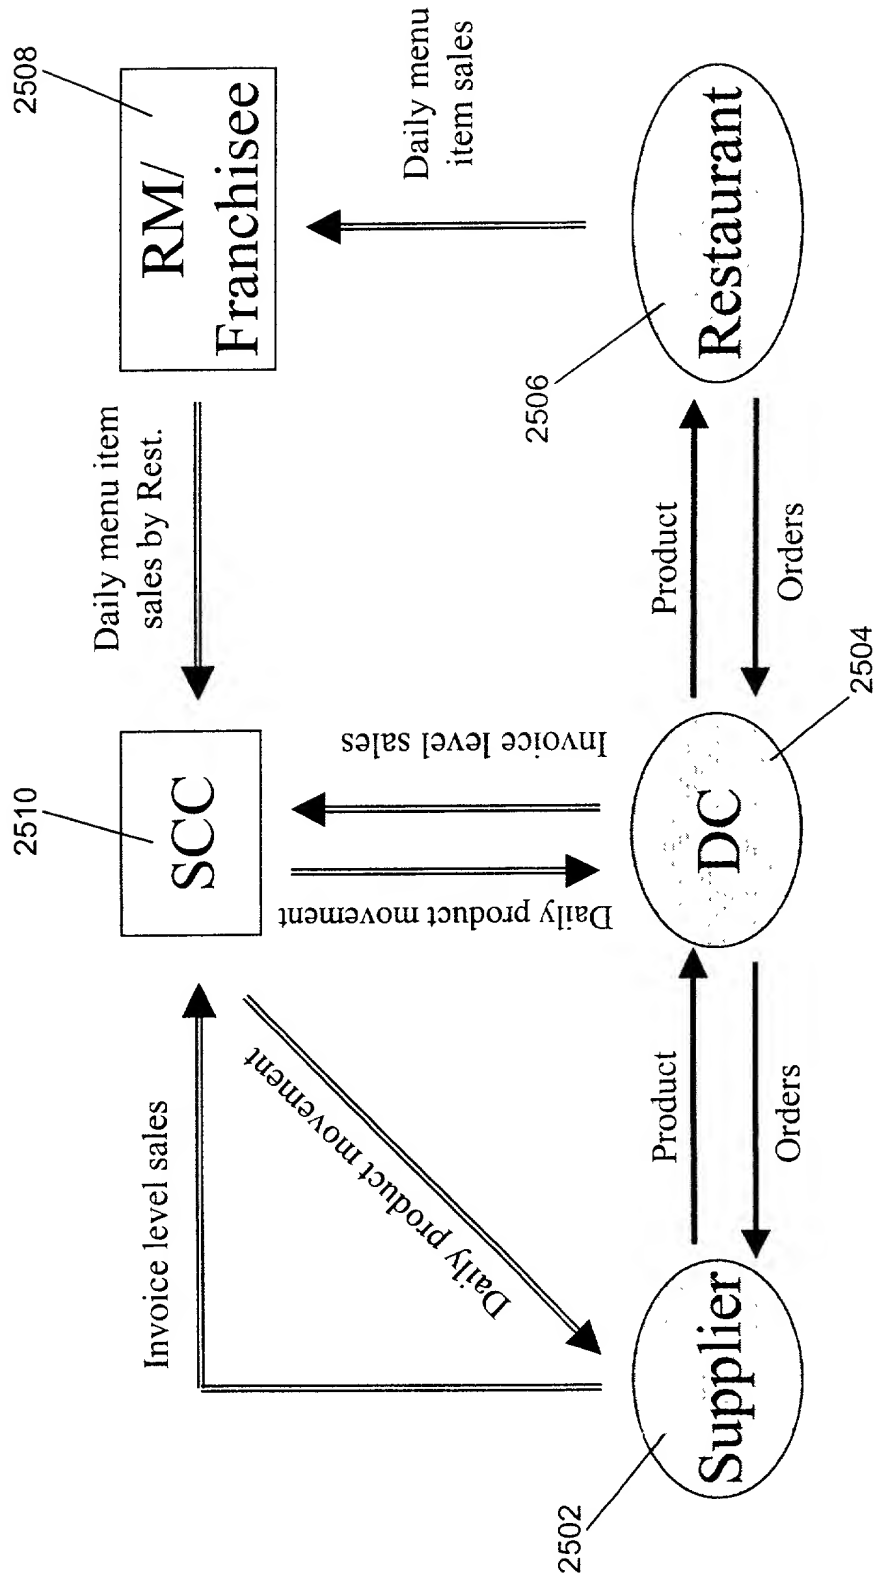 2510
2508
SCC
RM/
Franchisee
Invoice level sales
Daily menu item
sales by Rest.
Daily product movement
Daily product movement
Invoice level sales
Daily menu
item sales
Product
Product
2506
Supplier
DC
Restaurant
Orders
Orders
2502
2504